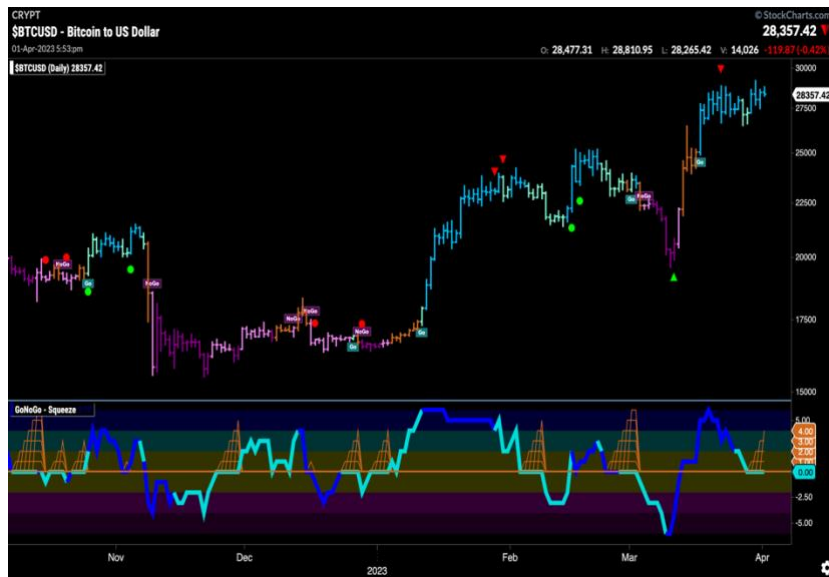 CRYPT
© StockCharts.com
$BTCUSD - Bitcoin to US Dollar
28,357.42
01-Apr-2023 5:53pm
O: 28,477.31 H: 28,810.95 L: 28,265.42 V: 14,026 -119.87 (-0.42%)
$BTCUSD (Daily) 28357.42
30000
28357.42
27500
25000
22500
20000
17500
15000
Go
NoGo
Go
NoGo
Go
NoGo
NoGo
NoGo
NoGo
Go
Go
GoNoGo - Squeeze
5.00
4.00
3.00
2.00
1.00
0.00
-2.50
-5.00
Nov
Dec
Feb
Mar
Apr
2023